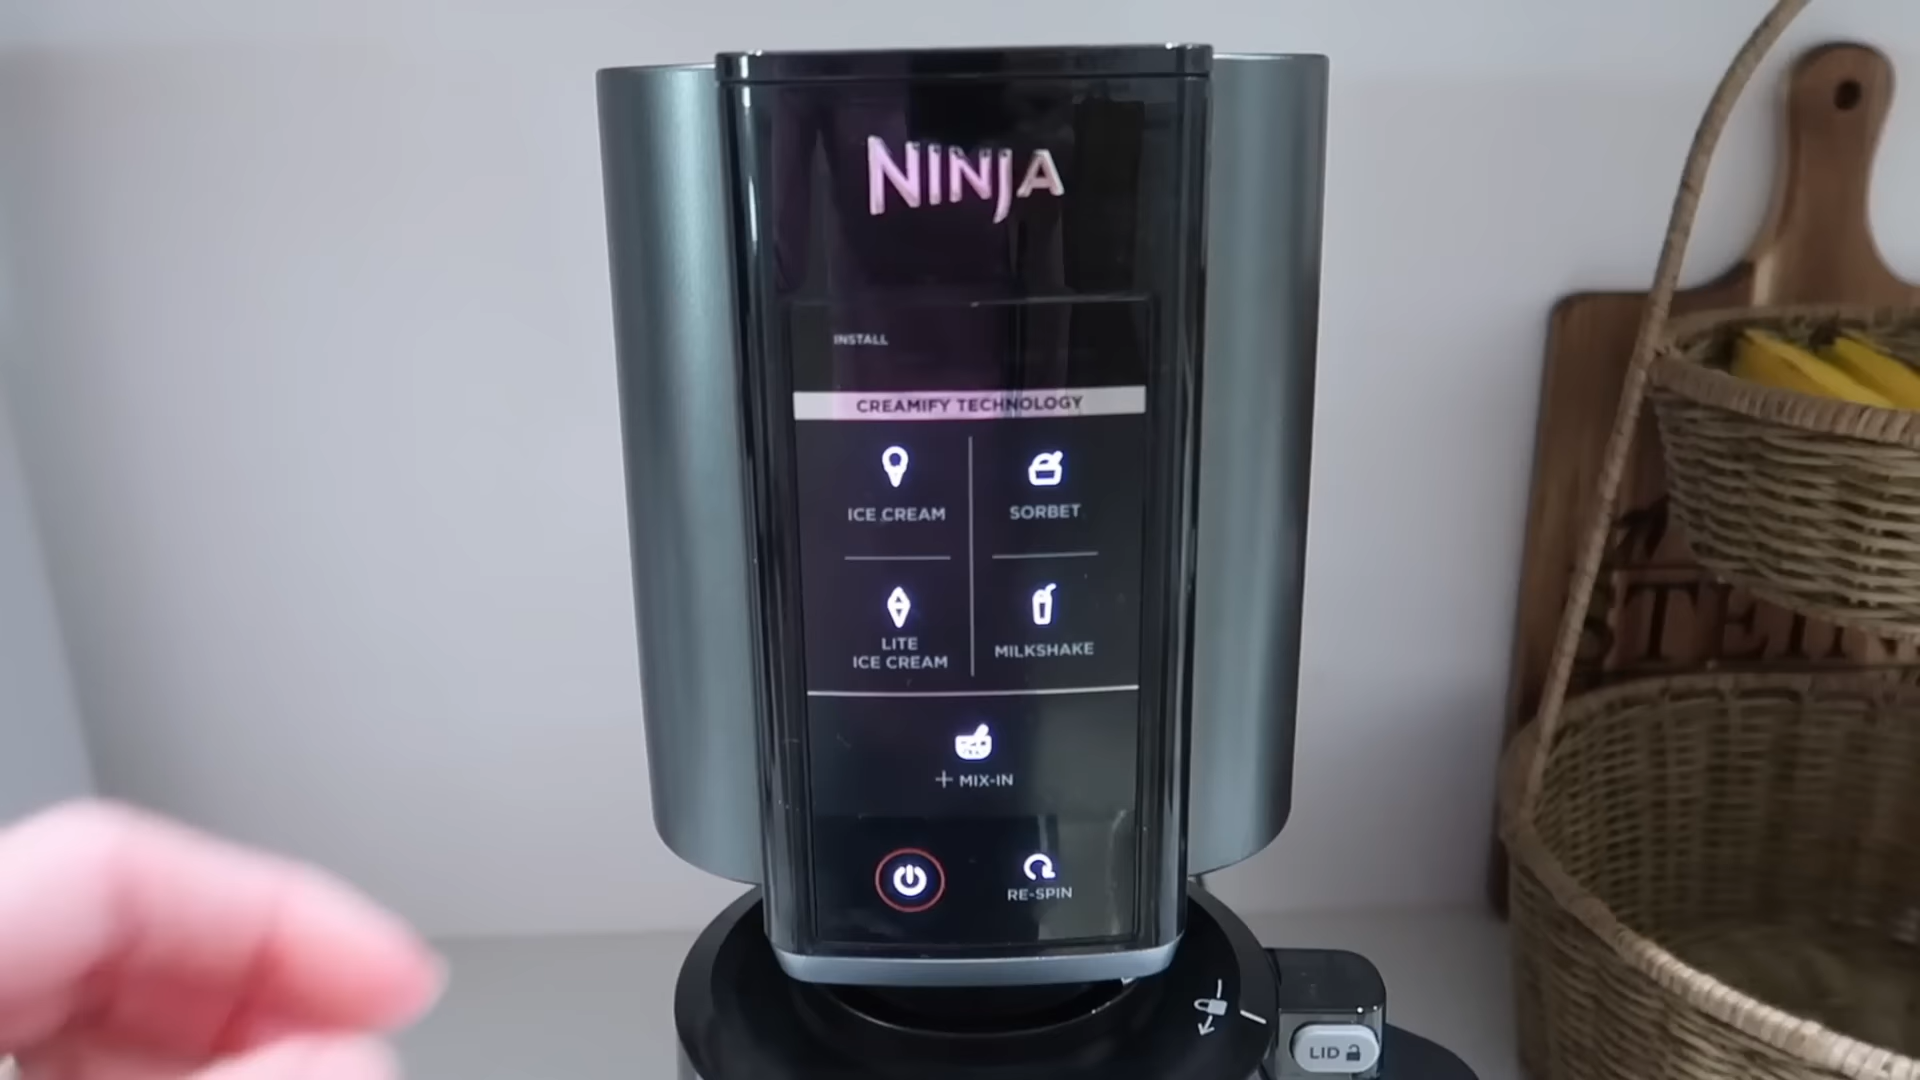 NINJA
INSTALL
CREAMIFY TECHNOLOGY
ICE CREAM
SORBET
LITE
ICE CREAM
MILKSHAKE
+ MIX-IN
RE-SPIN
LID